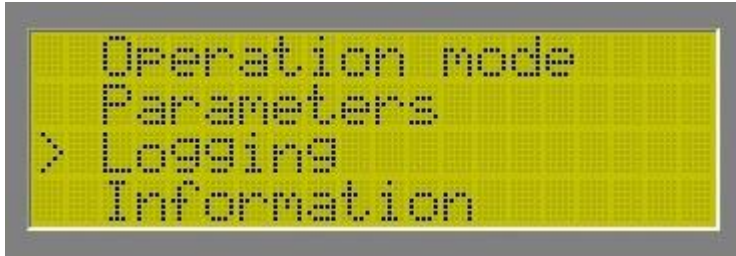 Operation mode
Parameters
> Logging
Information